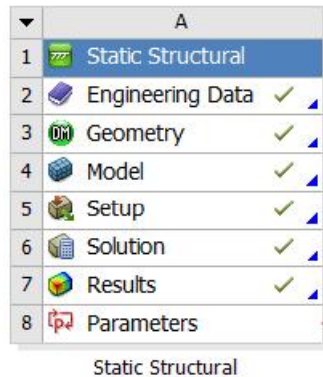 A
1 Static Structural
2 Engineering Data
3 DM Geometry
4 Model
5 Setup
6 Solution
7 Results
8 p Parameters
Static Structural